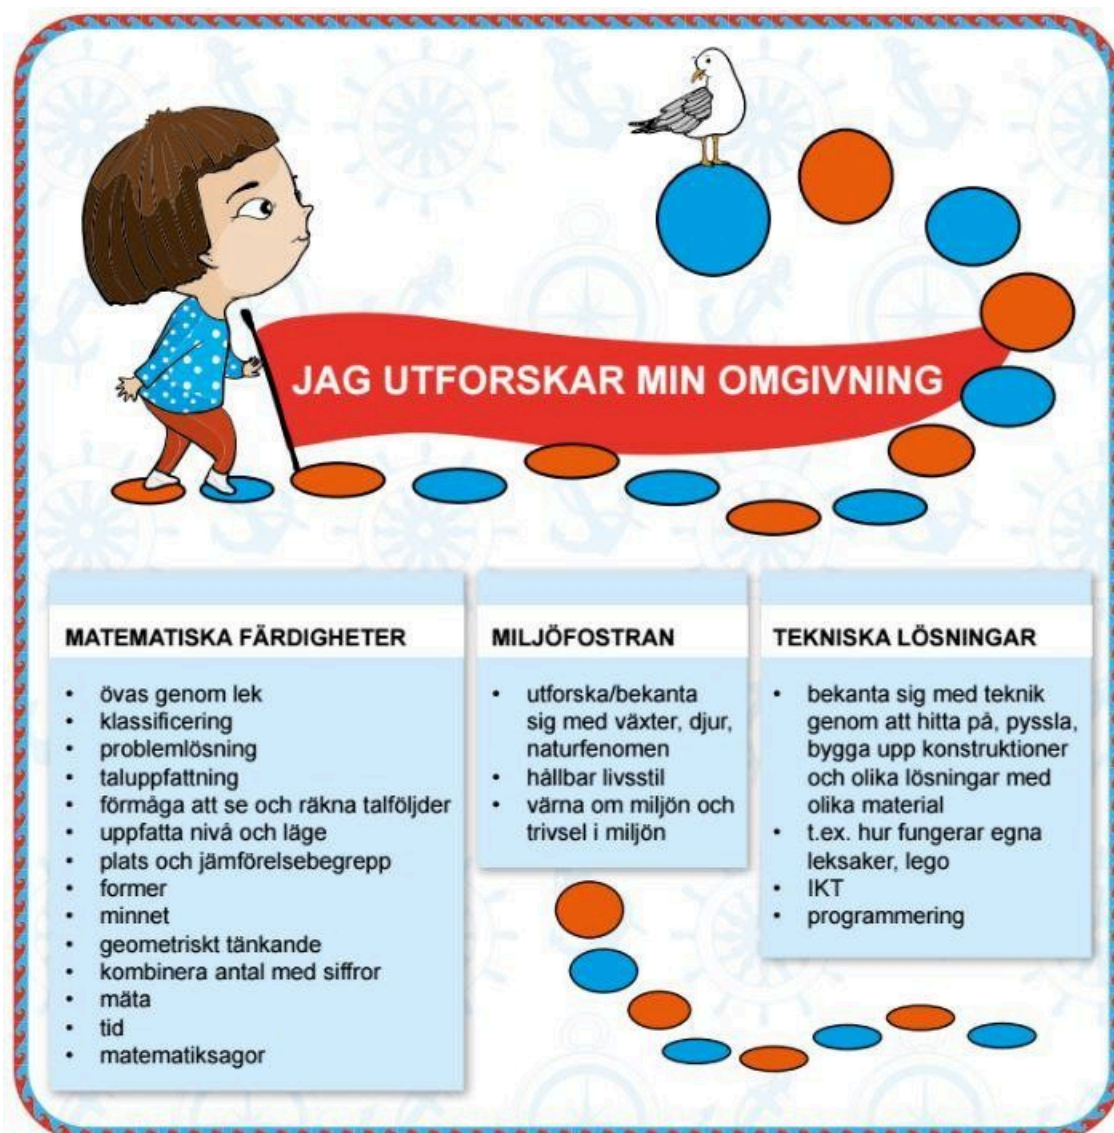 JAG UTFORSKAR MIN OMGIVNING
MATEMATISKA FÄRDIGHETER
• övas genom lek
• klassificering
• problemlösning
• taluppfattning
• förmåga att se och räkna talföljder
• uppfatta nivå och läge
• plats och jämförelsebegrepp
• former
• minnet
• geometriskt tänkande
• kombinera antal med siffror
• mäta
• tid
• matematiksagor
MILJÖFOSTRAN
• utforska/bekanta
sig med växter, djur,
naturfenomen
• hållbar livsstil
• värna om miljön och
trivsel i miljön
TEKNISKA LÖSNINGAR
• bekanta sig med teknik
genom att hitta på, pyssla,
bygga upp konstruktioner
och olika lösningar med
olika material
• t.ex. hur fungerar egna
leksaker, lego
• IKT
• programmering